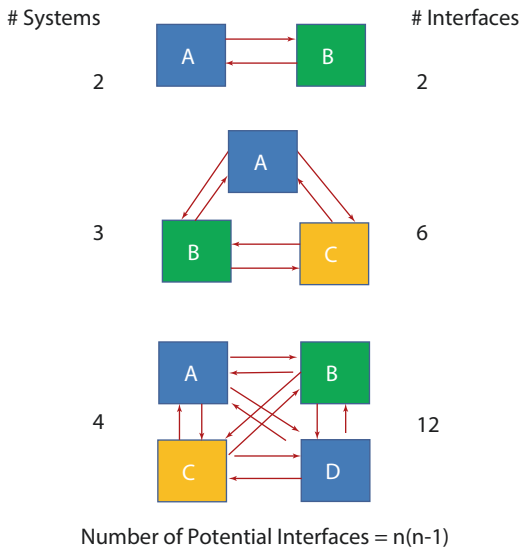 # Systems # Interfaces
A B
2 2
A
3 6
B C
A B
4 12
C D
Number of Potential Interfaces = n(n-1)